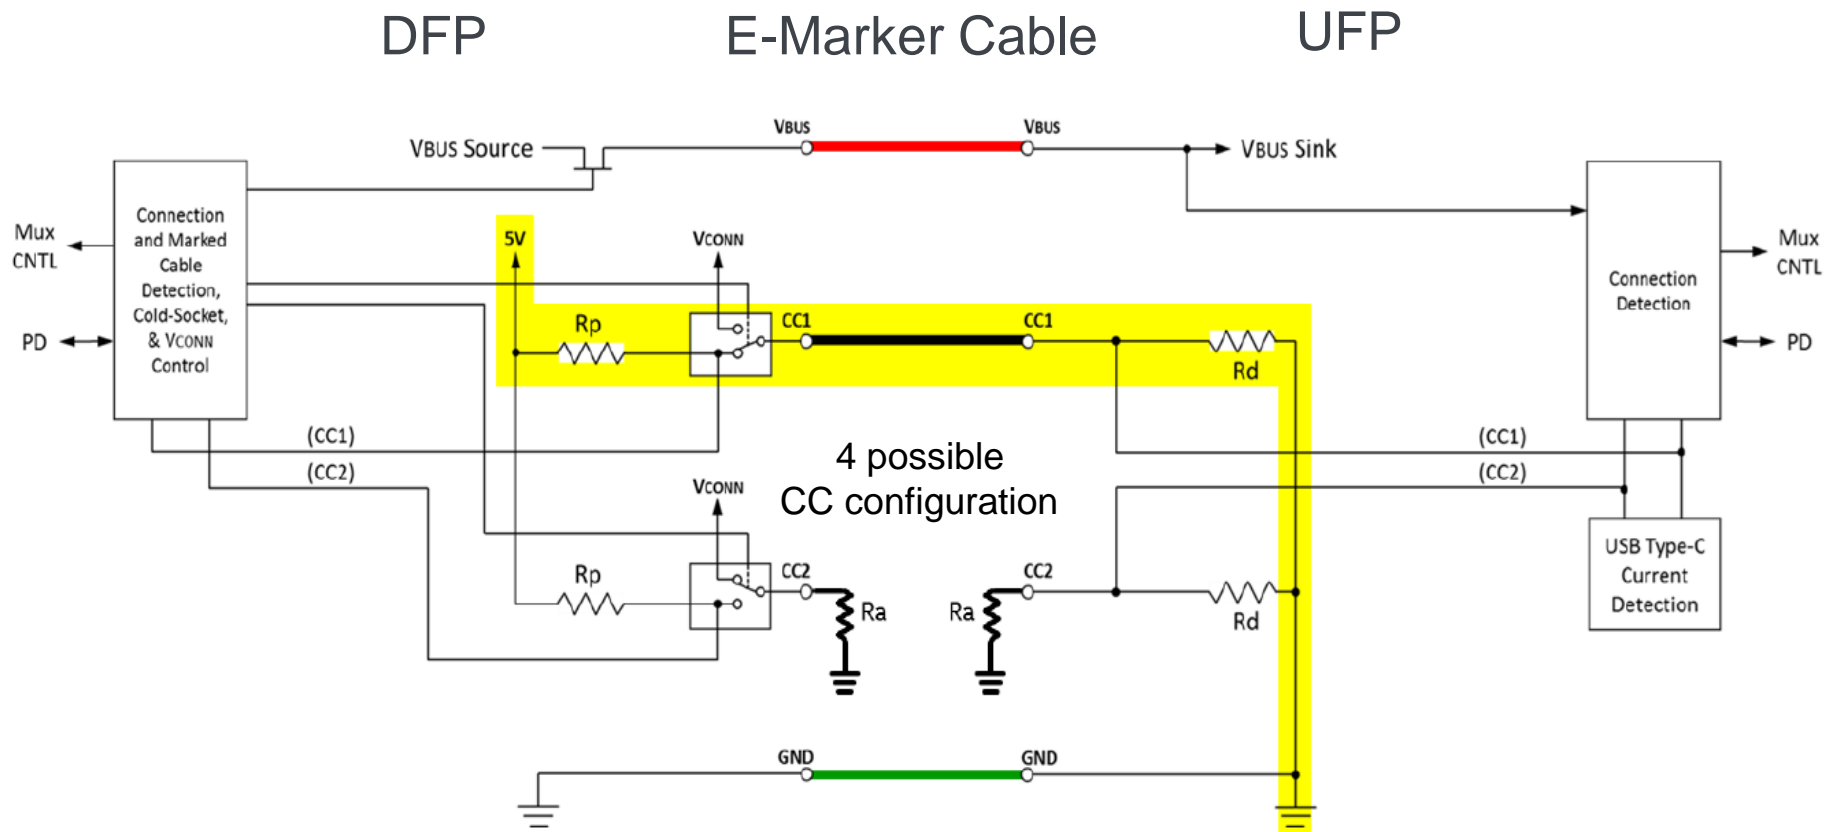 DFP
E-Marker Cable
UFP
VBUS Source
VBUS
VBUS
VBUS Sink
Connection
and Marked
Cable
Detection,
Cold-Socket,
& VCONN
Control
Mux
CNTL
PD
5V
VCONN
Rp
CC1
CC1
Rd
Connection
Detection
Mux
CNTL
PD
(CC1)
(CC2)
4 possible
CC configuration
(CC1)
(CC2)
VCONN
Rp
CC2
Ra
CC2
Ra
Rd
USB Type-C
Current
Detection
GND
GND